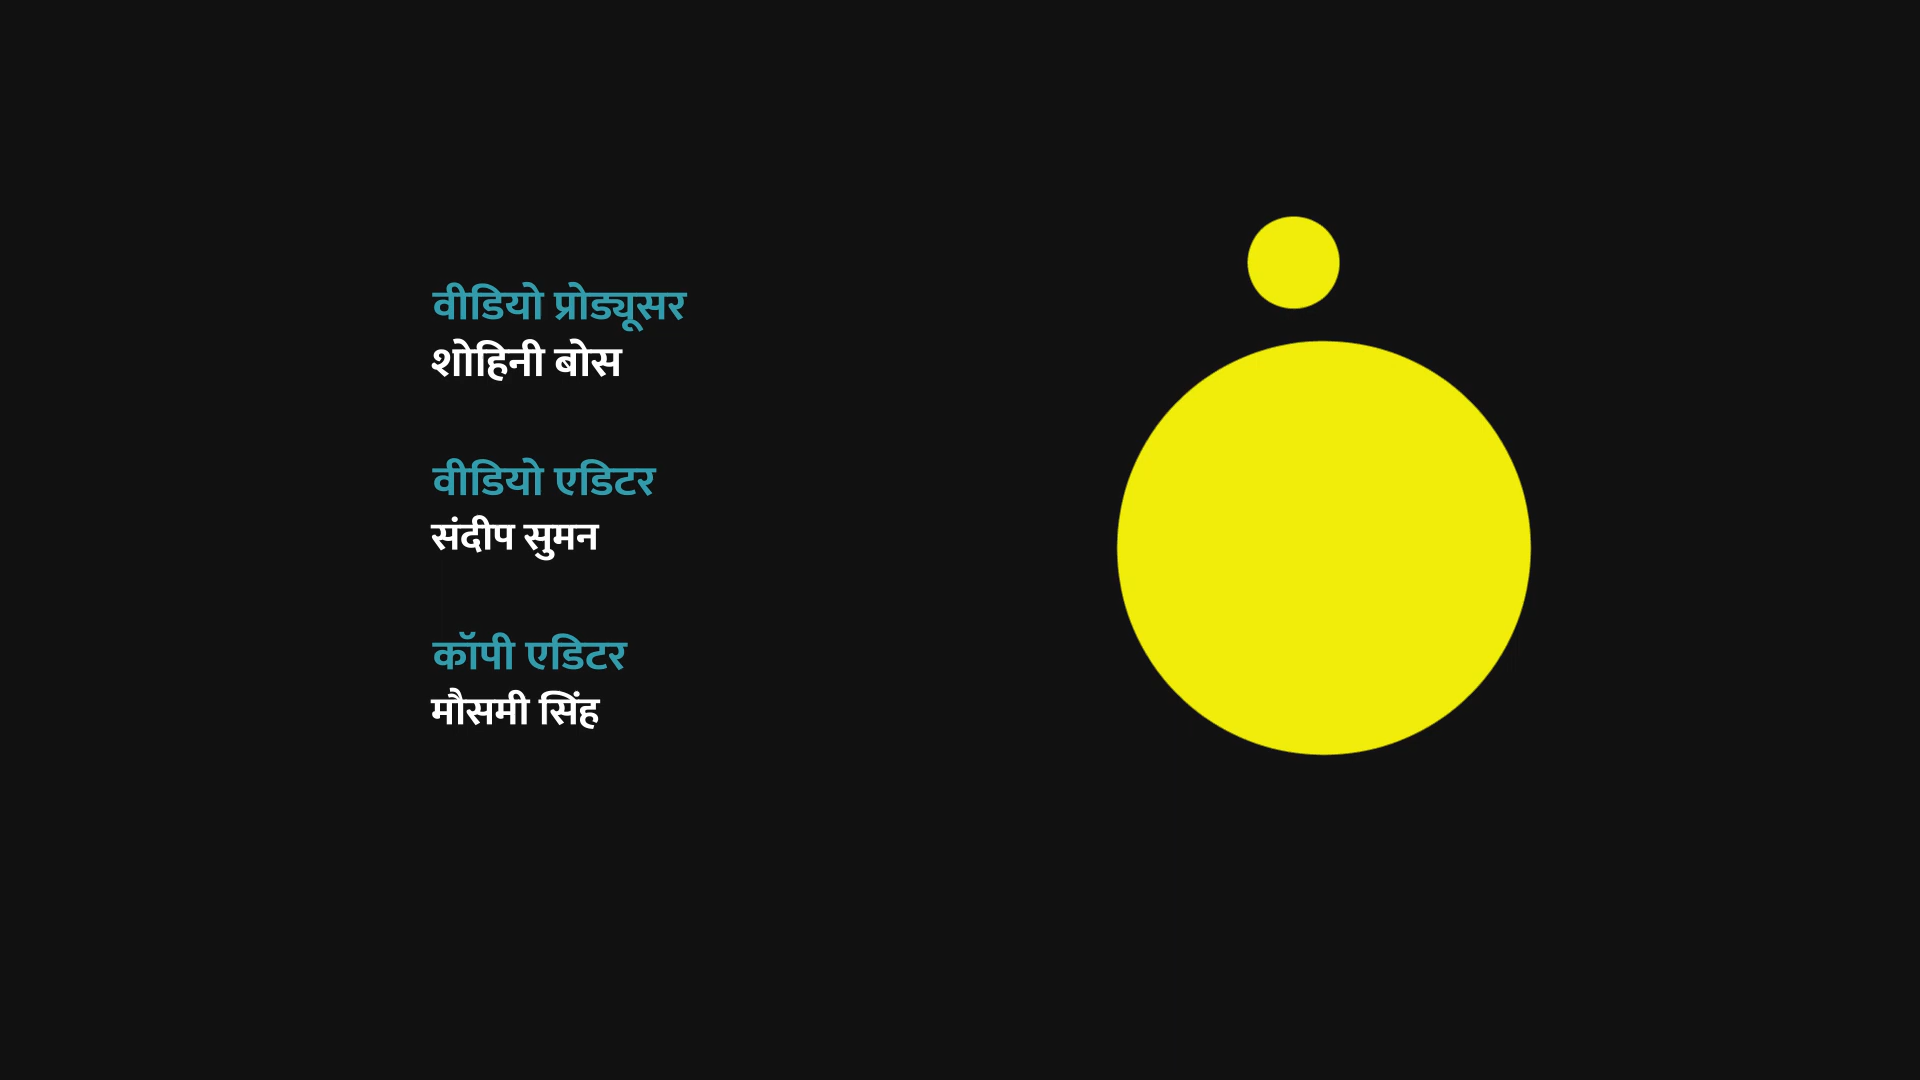 वीडियो प्रोड्यूसर
शोहिनी बोस
वीडियो एडिटर
संदीप सुमन
कॉपी एडिटर
मौसमी सिंह